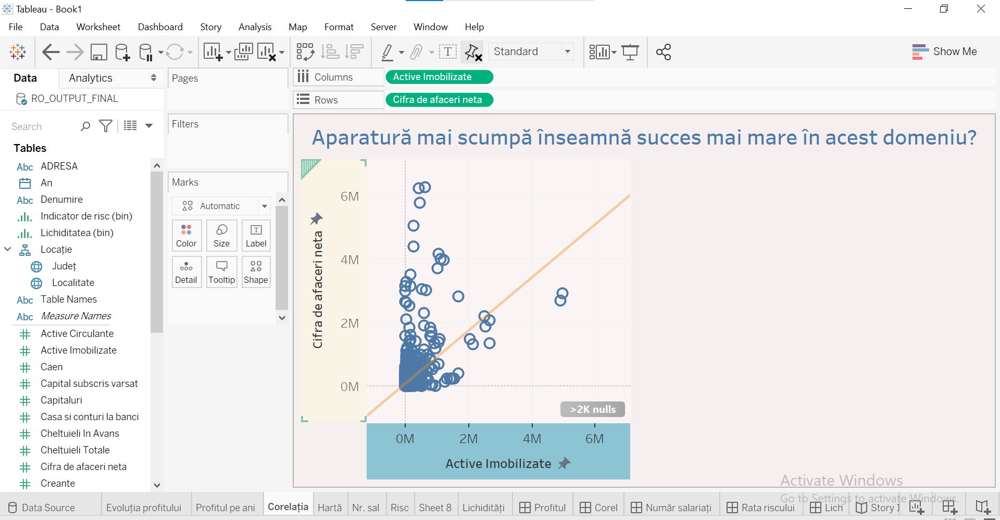 Tableau - Book1
File Data Worksheet Dashboard Story Analysis Map Format Server Window Help
Standard
Show Me
Data Analytics
RO_OUTPUT_FINAL
Search
Tables
Abc ADRESA
An
Abc Denumire
Indicator de risc (bin)
Lichiditatea (bin)
Locație
Județ
Localitate
Abc Table Names
Abc Measure Names
Active Circulante
Active Imobilizate
Caen
Capital subscris varsat
Capitaluri
Casa si conturi la banci
Cheltuieli In Avans
Cheltuieli Totale
Cifra de afaceri neta
Creante
Pages
Filters
Marks
Automatic
Color Size Label
Detail Tooltip Shape
Columns Active Imobilizate
Rows Cifra de afaceri neta
Aparatură mai scumpă înseamnă succes mai mare în acest domeniu?
Cifra de afaceri neta
6M
4M
2M
0M
>2K nulls
0M 2M 4M 6M
Active Imobilizate
Activate Windows
Go to Settings to activate Windows.
Data Source Evoluția profitului Profitul pe ani Corelația Hartă Nr. sal Risc Sheet 8 Lichidități Profitul Corel Număr salariați Rata riscului Lich Story 1